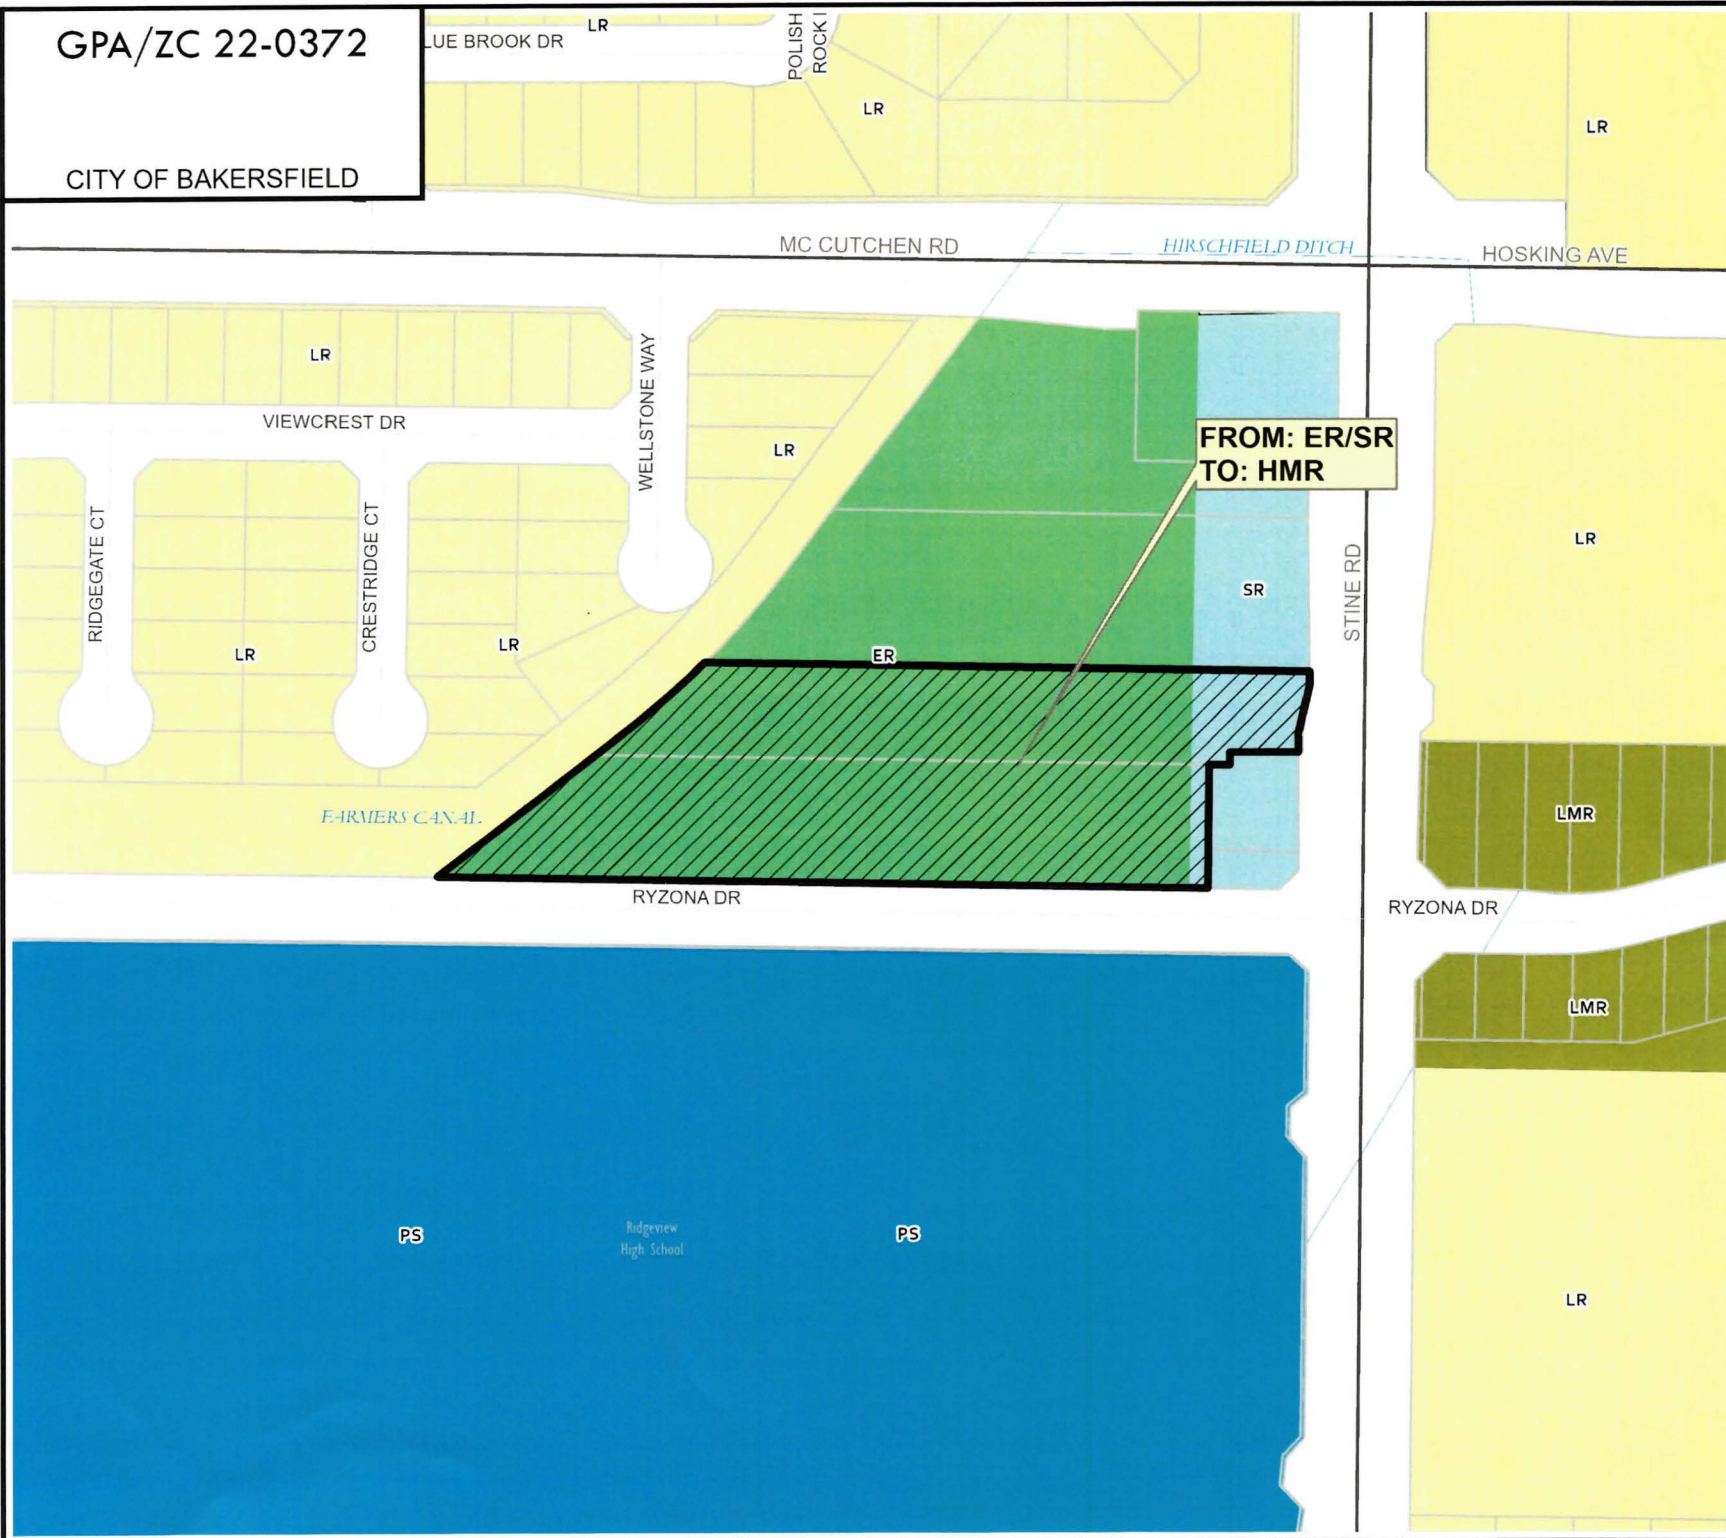 GPA/ZC 22-0372
CITY OF BAKERSFIELD
LUE BROOK DR
LR
POLISH
ROCK
LR
LR
MC CUTCHEN RD
HIRSCHFIELD DITCH
HOSKING AVE
LR
VIEWCREST DR
WELLSTONE WAY
LR
FROM: ER/SR
TO: HMR
RIDGEGATE CT
CRESTRIDGE CT
LR
LR
ER
SR
STINE RD
LR
FARMERS CANAL
LMR
RYZONA DR
RYZONA DR
LMR
PS
Ridgeview
High School
PS
LR